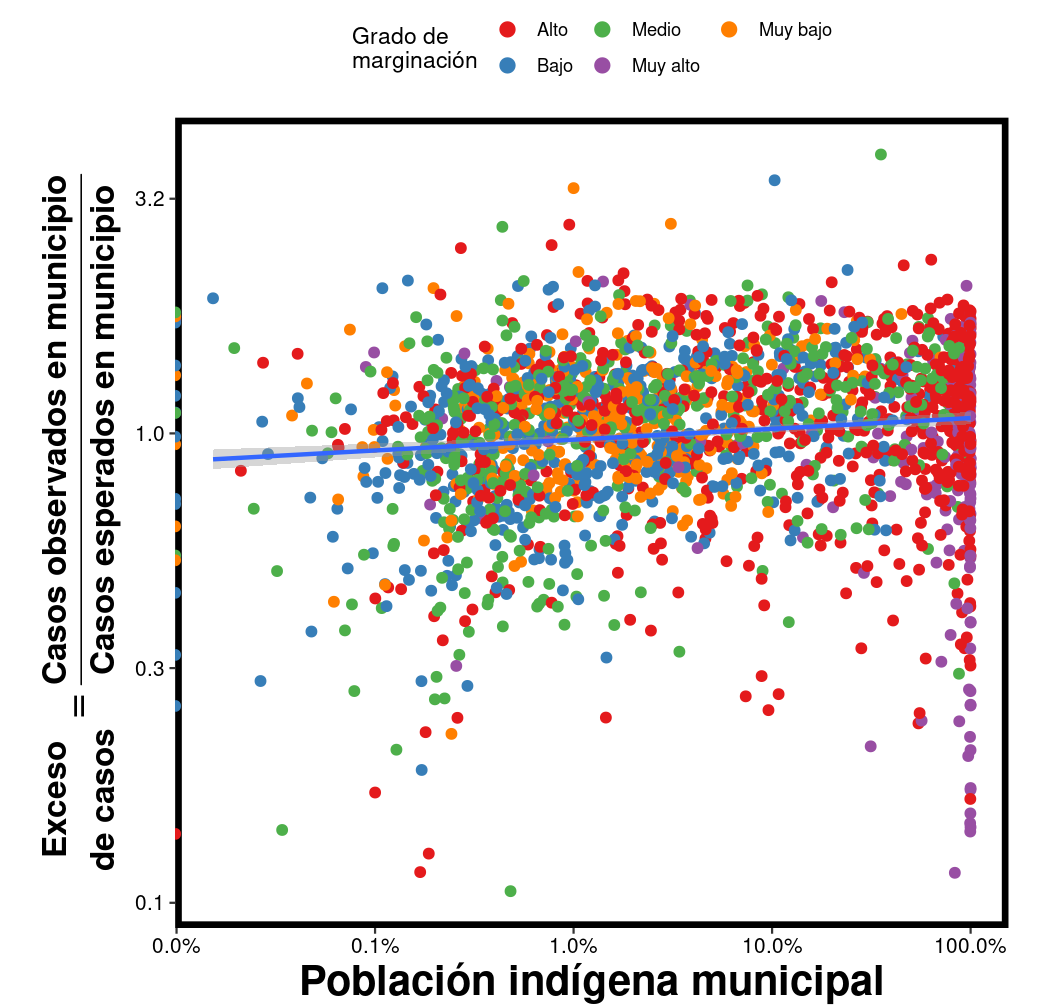 Grado de
marginación
Alto
Medio
Muy bajo
Bajo
Muy alto
Exceso
de casos
=
Casos observados en municipio
Casos esperados en municipio
3.2
1.0
0.3
0.1
0.0%
0.1%
1.0%
10.0%
100.0%
Población indígena municipal